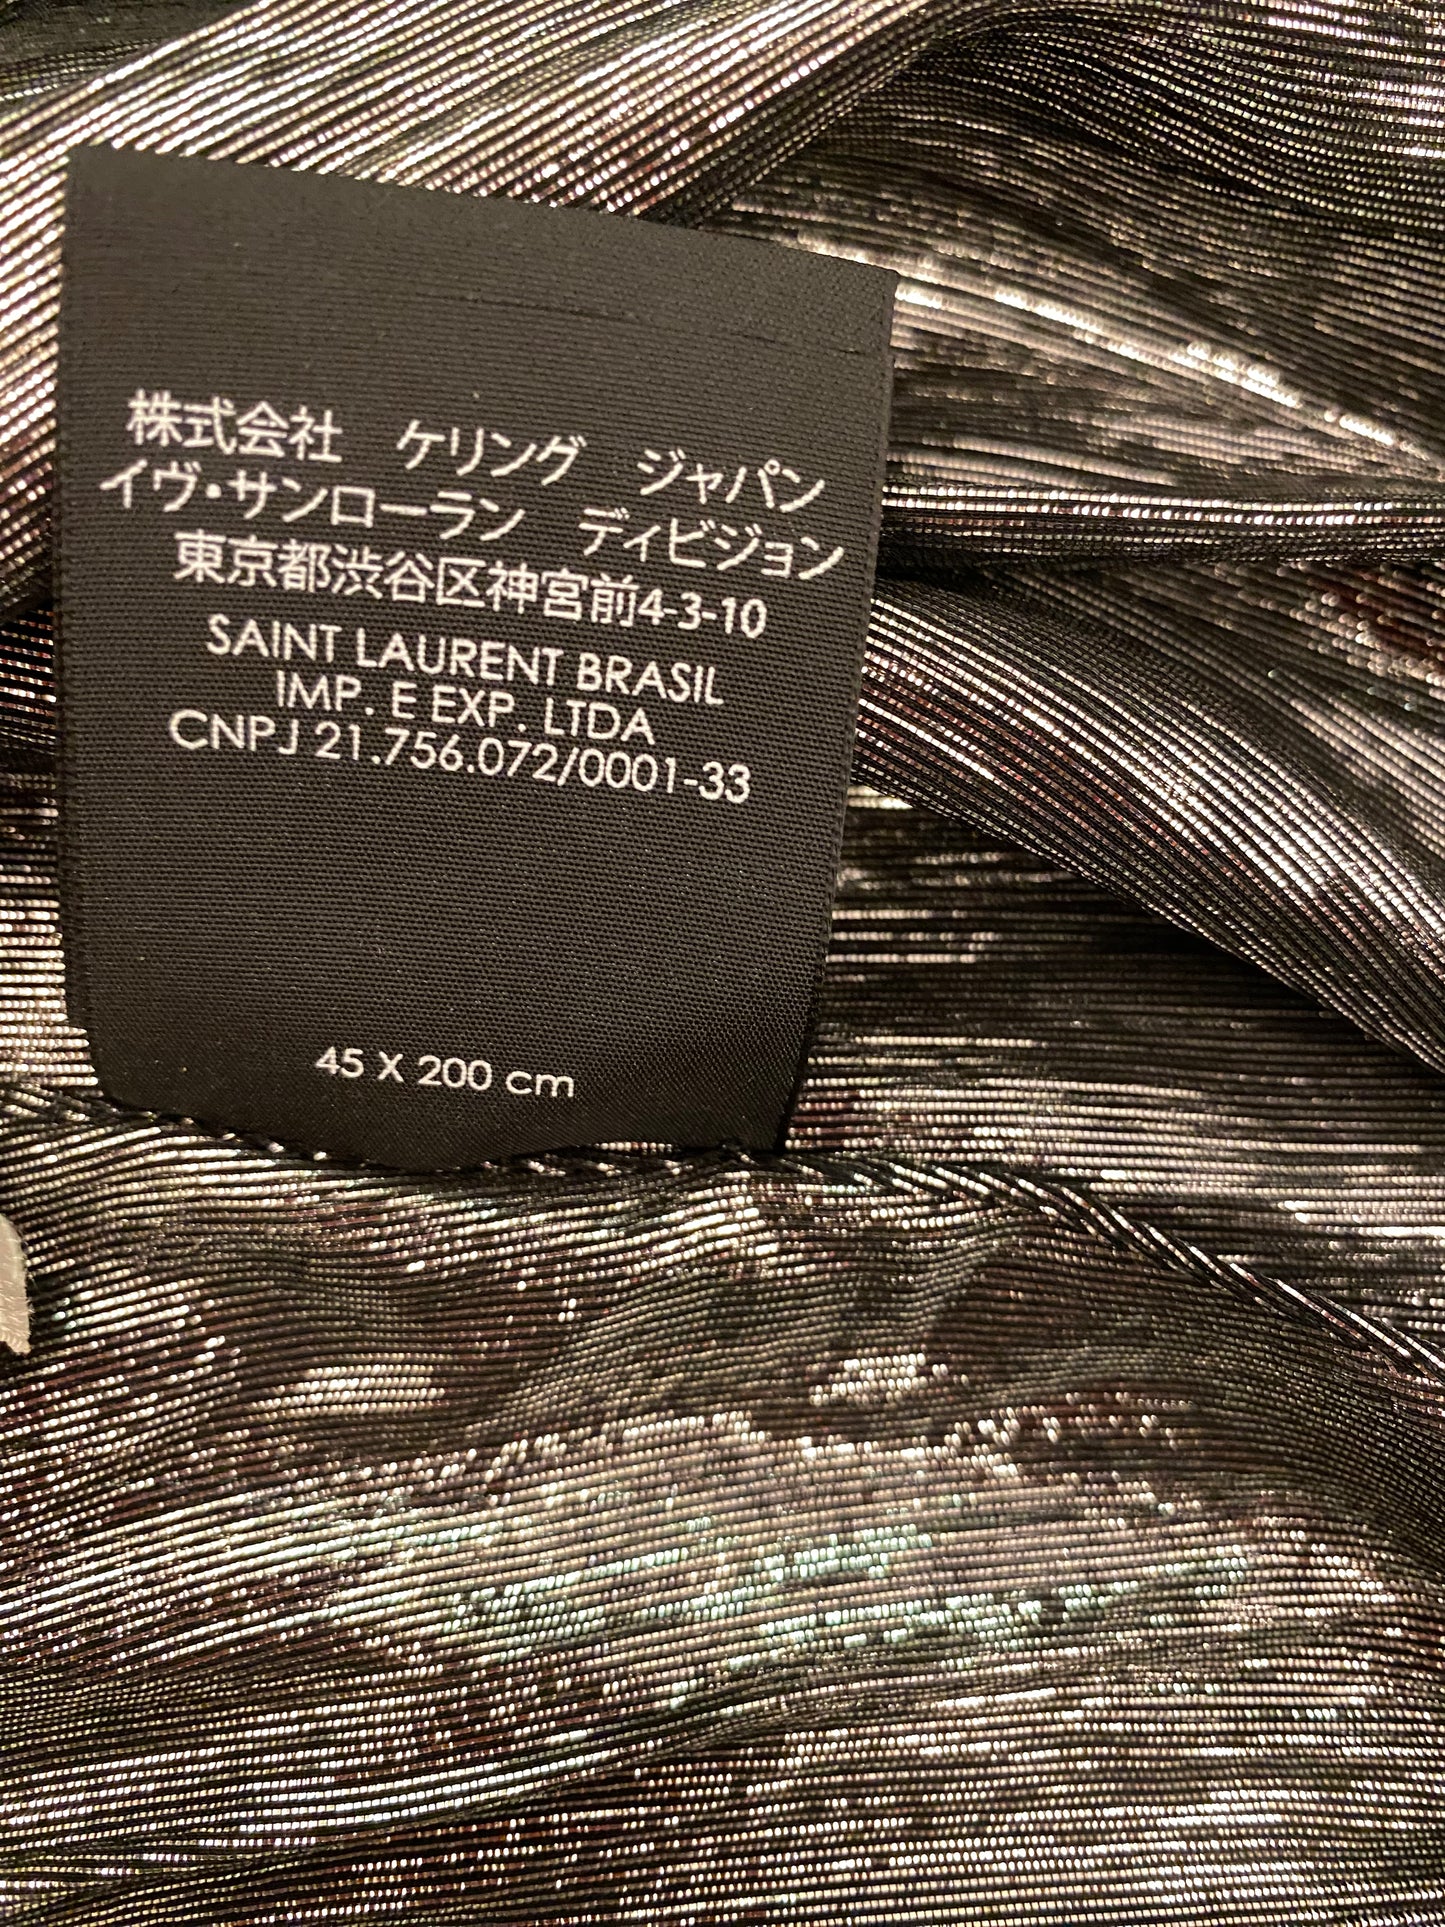 株式会社　ケリング　ジャパン
イヴ・サンローラン　ディビジョン
東京都渋谷区神宮前4-3-10
SAINT LAURENT BRASIL
IMP. E EXP. LTDA
CNPJ 21.756.072/0001-33
45 X 200 cm